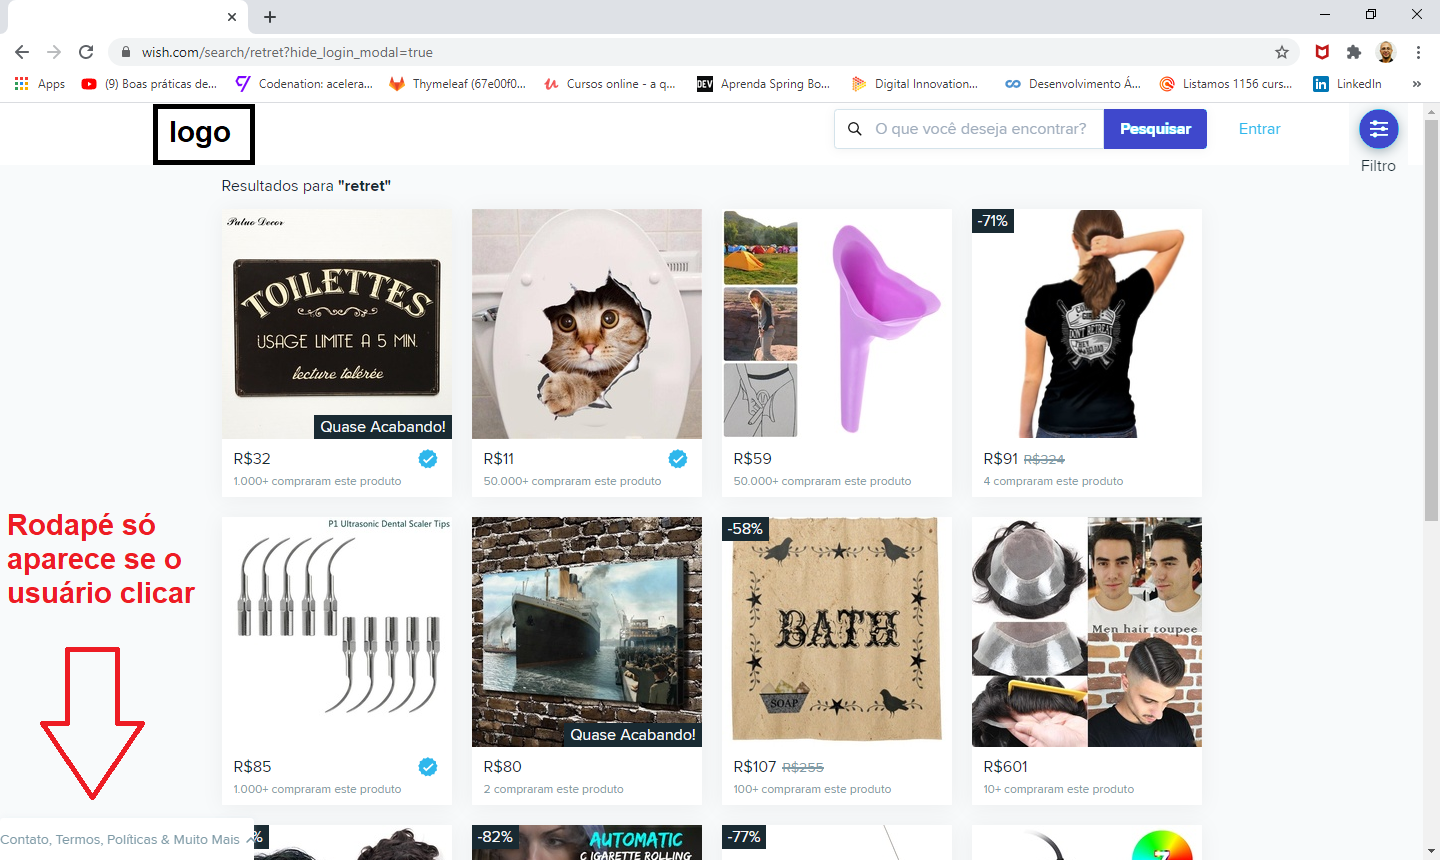 wish.com/search/retret?hide_login_modal=true
Apps
(9) Boas práticas de...
Codenation: acelera...
Thymeleaf (67e00f0...
Cursos online - a q...
DEV
Aprenda Spring Bo...
Digital Innovation...
Desenvolvimento Á...
Listamos 1156 curs...
LinkedIn
»
logo
O que você deseja encontrar?
Pesquisar
Entrar
Filtro
Resultados para "retret"
Putuo Decor
TOILETTES
USAGE LIMITE A 5 MIN.
lecture tolérée
Quase Acabando!
R$32
1.000+ compraram este produto
R$11
50.000+ compraram este produto
R$59
50.000+ compraram este produto
-71%
DON'T RETREAT
THEY RELOAD
R$91 R$324
4 compraram este produto
Rodapé só
aparece se o
usuário clicar
P1 Ultrasonic Dental Scaler Tips
R$85
1.000+ compraram este produto
Quase Acabando!
R$80
2 compraram este produto
-58%
BATH
SOAP
R$107 R$255
100+ compraram este produto
Men hair toupee
R$601
10+ compraram este produto
Contato, Termos, Políticas & Muito Mais
%
-82%
AUTOMATIC
CIGARETTE ROLLING
-77%